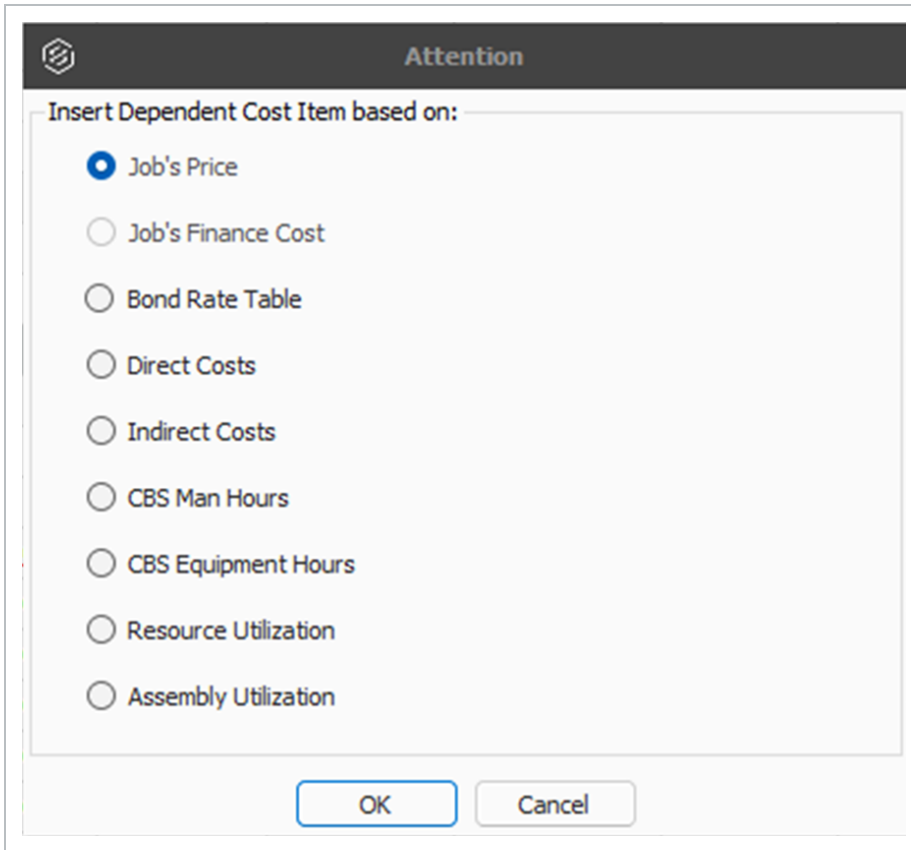 Attention
Insert Dependent Cost Item based on:
Job's Price
Job's Finance Cost
Bond Rate Table
Direct Costs
Indirect Costs
CBS Man Hours
CBS Equipment Hours
Resource Utilization
Assembly Utilization
OK Cancel